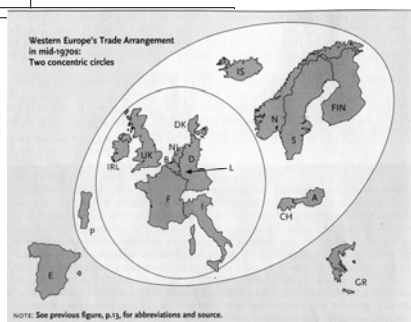 Western Europe's Trade Arrangement
in mid-1970s:
Two concentric circles
IS
FIN
N
S
DK
NL
UK
B
D
IRL
L
F
I
A
CH
P
E
GR
NOTE: See previous figure, p.13, for abbreviations and source.